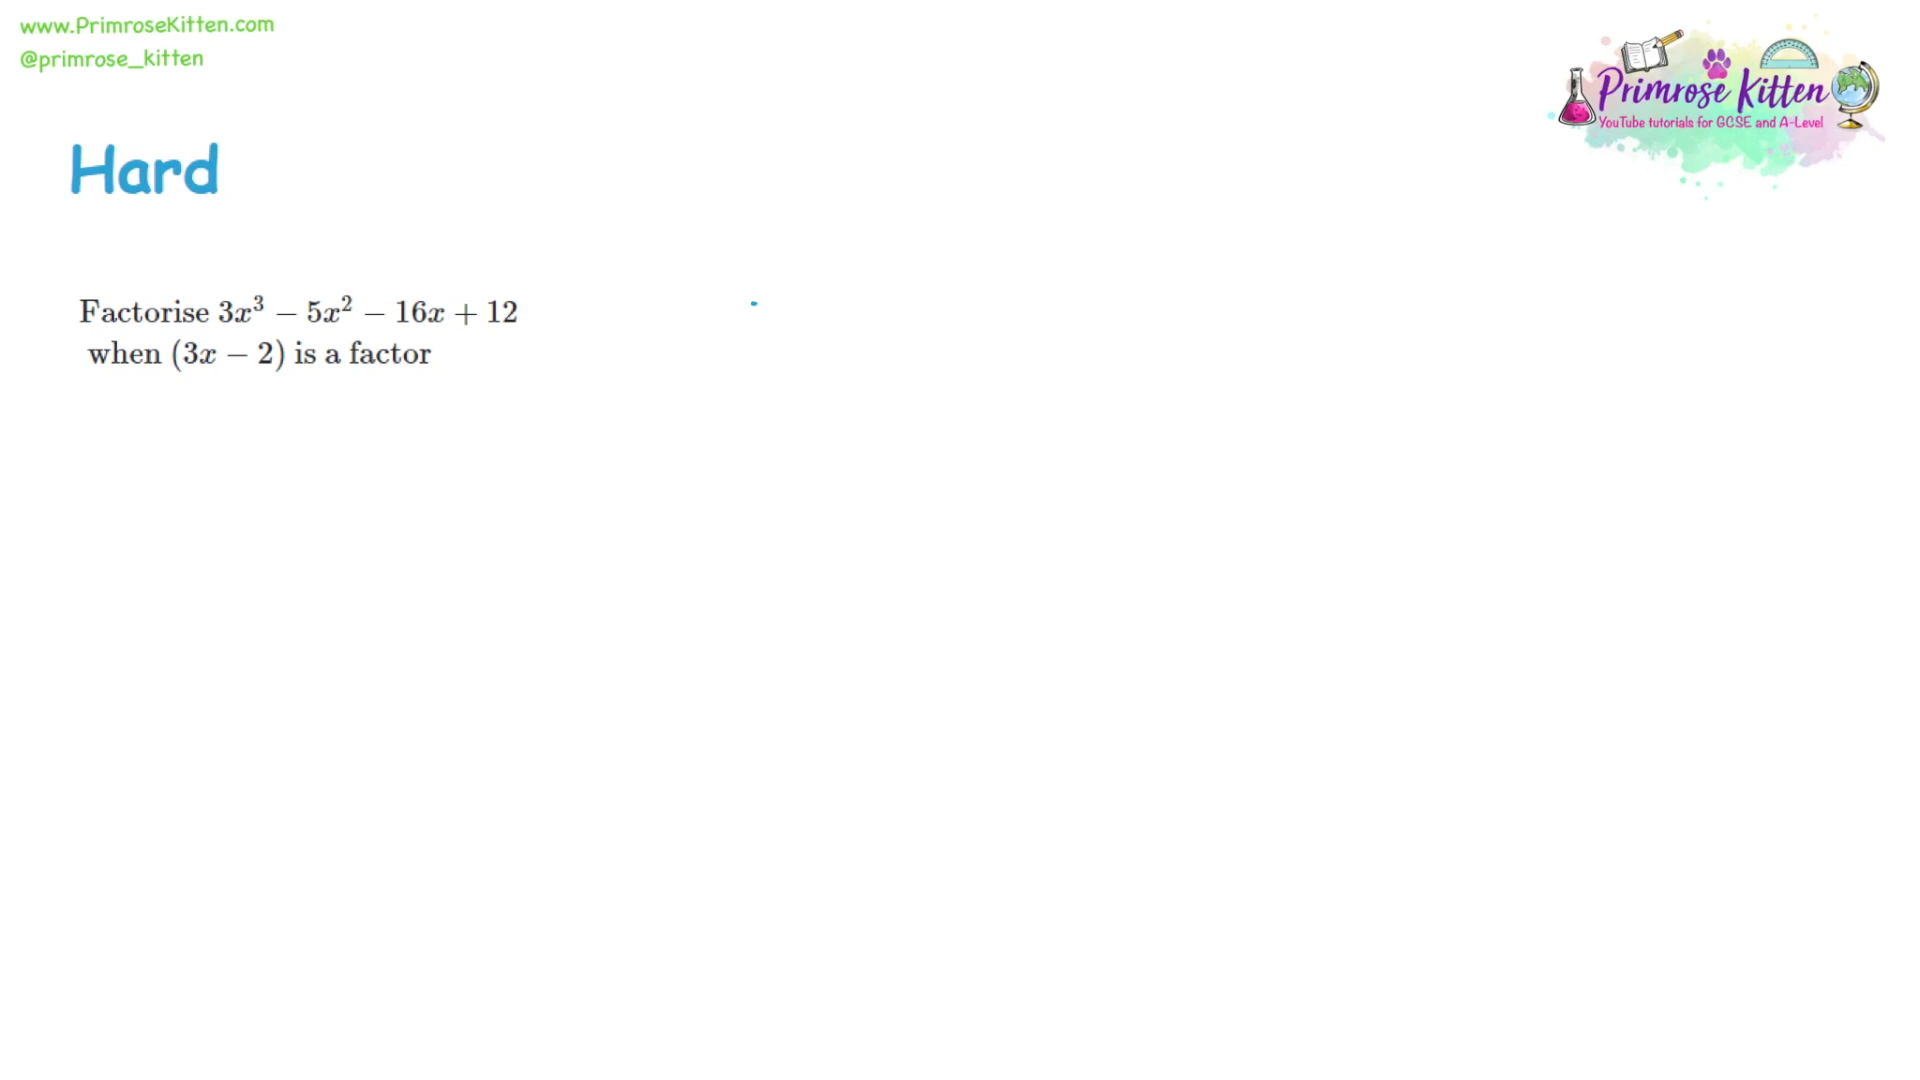 www.PrimroseKitten.com
@primrose_kitten
Primrose Kitten
YouTube tutorials for GCSE and A-Level
Hard
Factorise 3x³ − 5x² − 16x + 12
when (3x − 2) is a factor